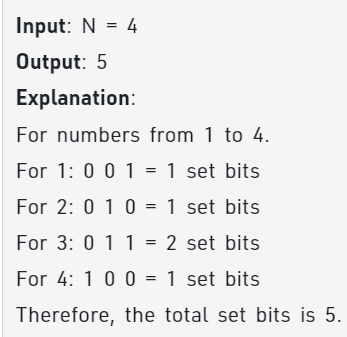 Input: N = 4
Output: 5
Explanation:
For numbers from 1 to 4.
For 1: 0 0 1 = 1 set bits
For 2: 0 1 0 = 1 set bits
For 3: 0 1 1 = 2 set bits
For 4: 1 0 0 = 1 set bits
Therefore, the total set bits is 5.